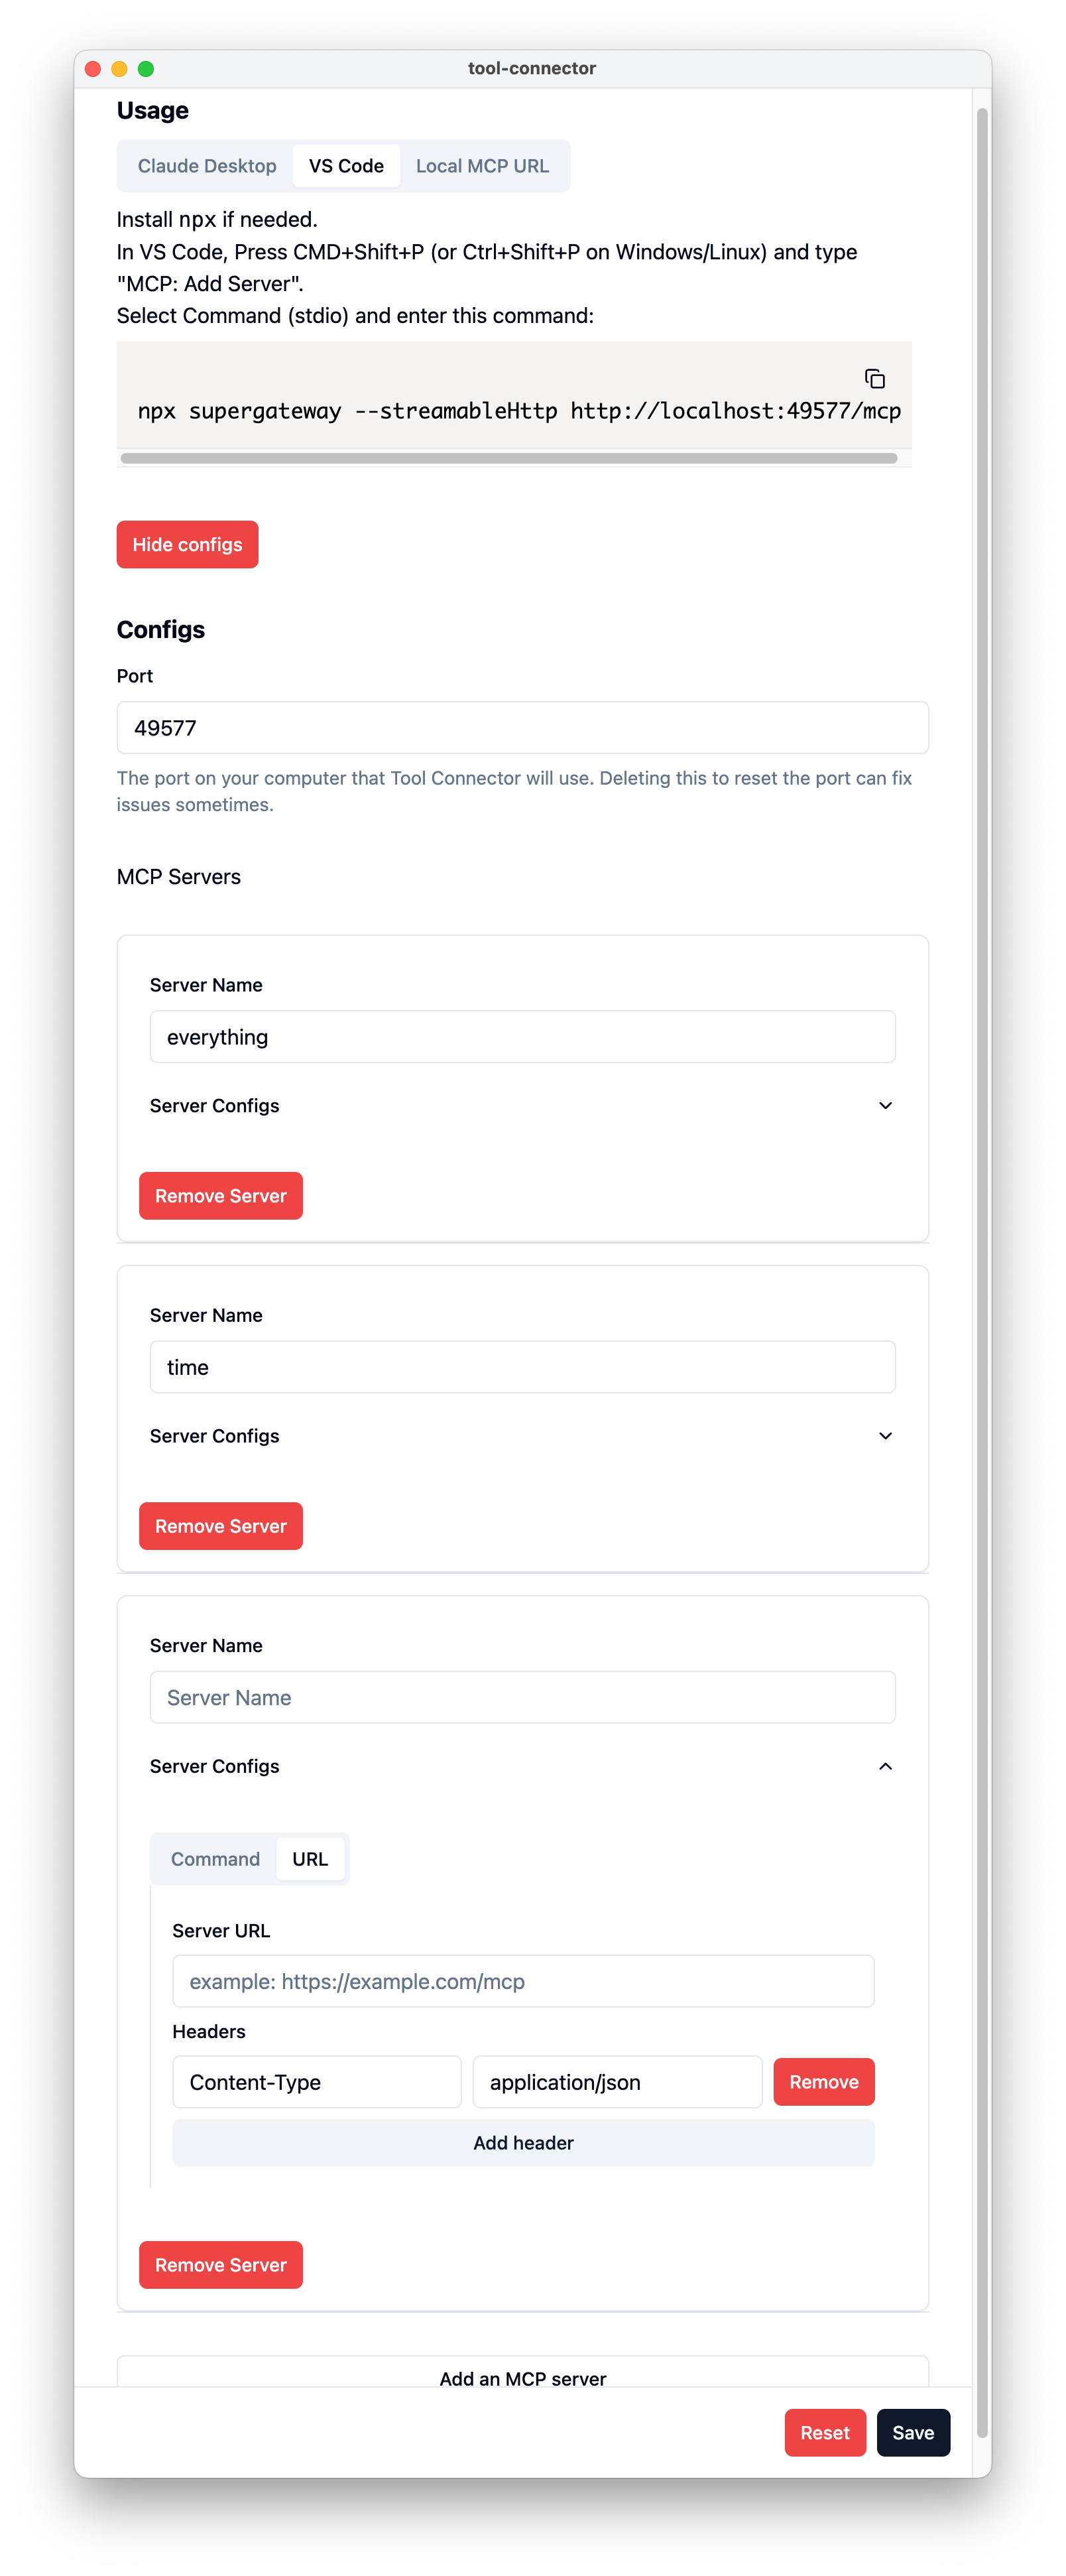 tool-connector
Usage
Claude Desktop
VS Code
Local MCP URL
Install npx if needed.
In VS Code, Press CMD+Shift+P (or Ctrl+Shift+P on Windows/Linux) and type
"MCP: Add Server".
Select Command (stdio) and enter this command:
npx supergateway --streamableHttp http://localhost:49577/mcp
Hide configs
Configs
Port
49577
The port on your computer that Tool Connector will use. Deleting this to reset the port can fix
issues sometimes.
MCP Servers
Server Name
everything
Server Configs
Remove Server
Server Name
time
Server Configs
Remove Server
Server Name
Server Name
Server Configs
Command
URL
Server URL
example: https://example.com/mcp
Headers
Content-Type
application/json
Remove
Add header
Remove Server
Add an MCP server
Reset
Save